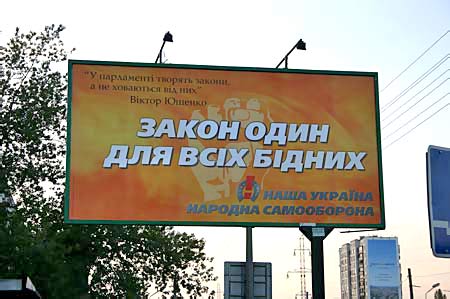 “У парламенті творять закони,
а не ховаються від них”
Віктор Ющенко
ЗАКОН ОДИН
ДЛЯ ВСІХ БІДНИХ
НАША УКРАЇНА
НАРОДНА САМООБОРОНА